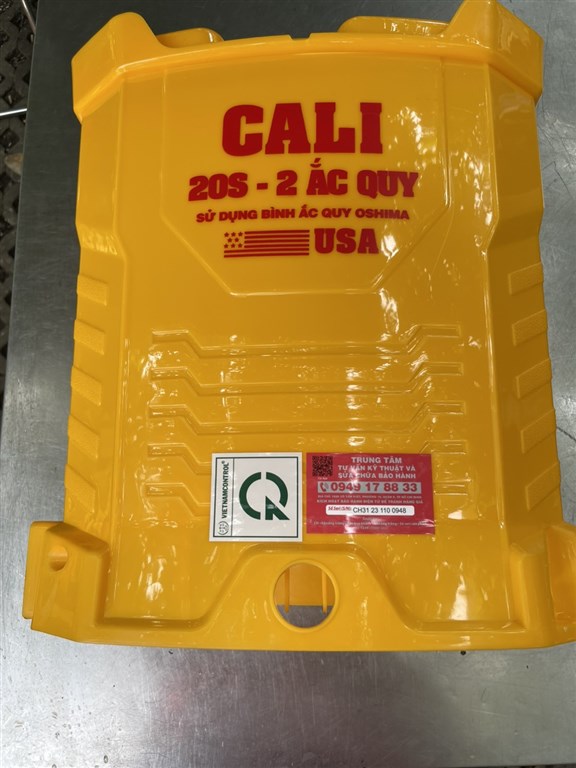 CALI
20S - 2 ẮC QUY
SỬ DỤNG BÌNH ẮC QUY OSHIMA
USA
VIETNAMCONTROL®
TRUNG TÂM
TƯ VẤN KỸ THUẬT VÀ
SỬA CHỮA BẢO HÀNH
0949 17 88 33
CH31 23 110 0948